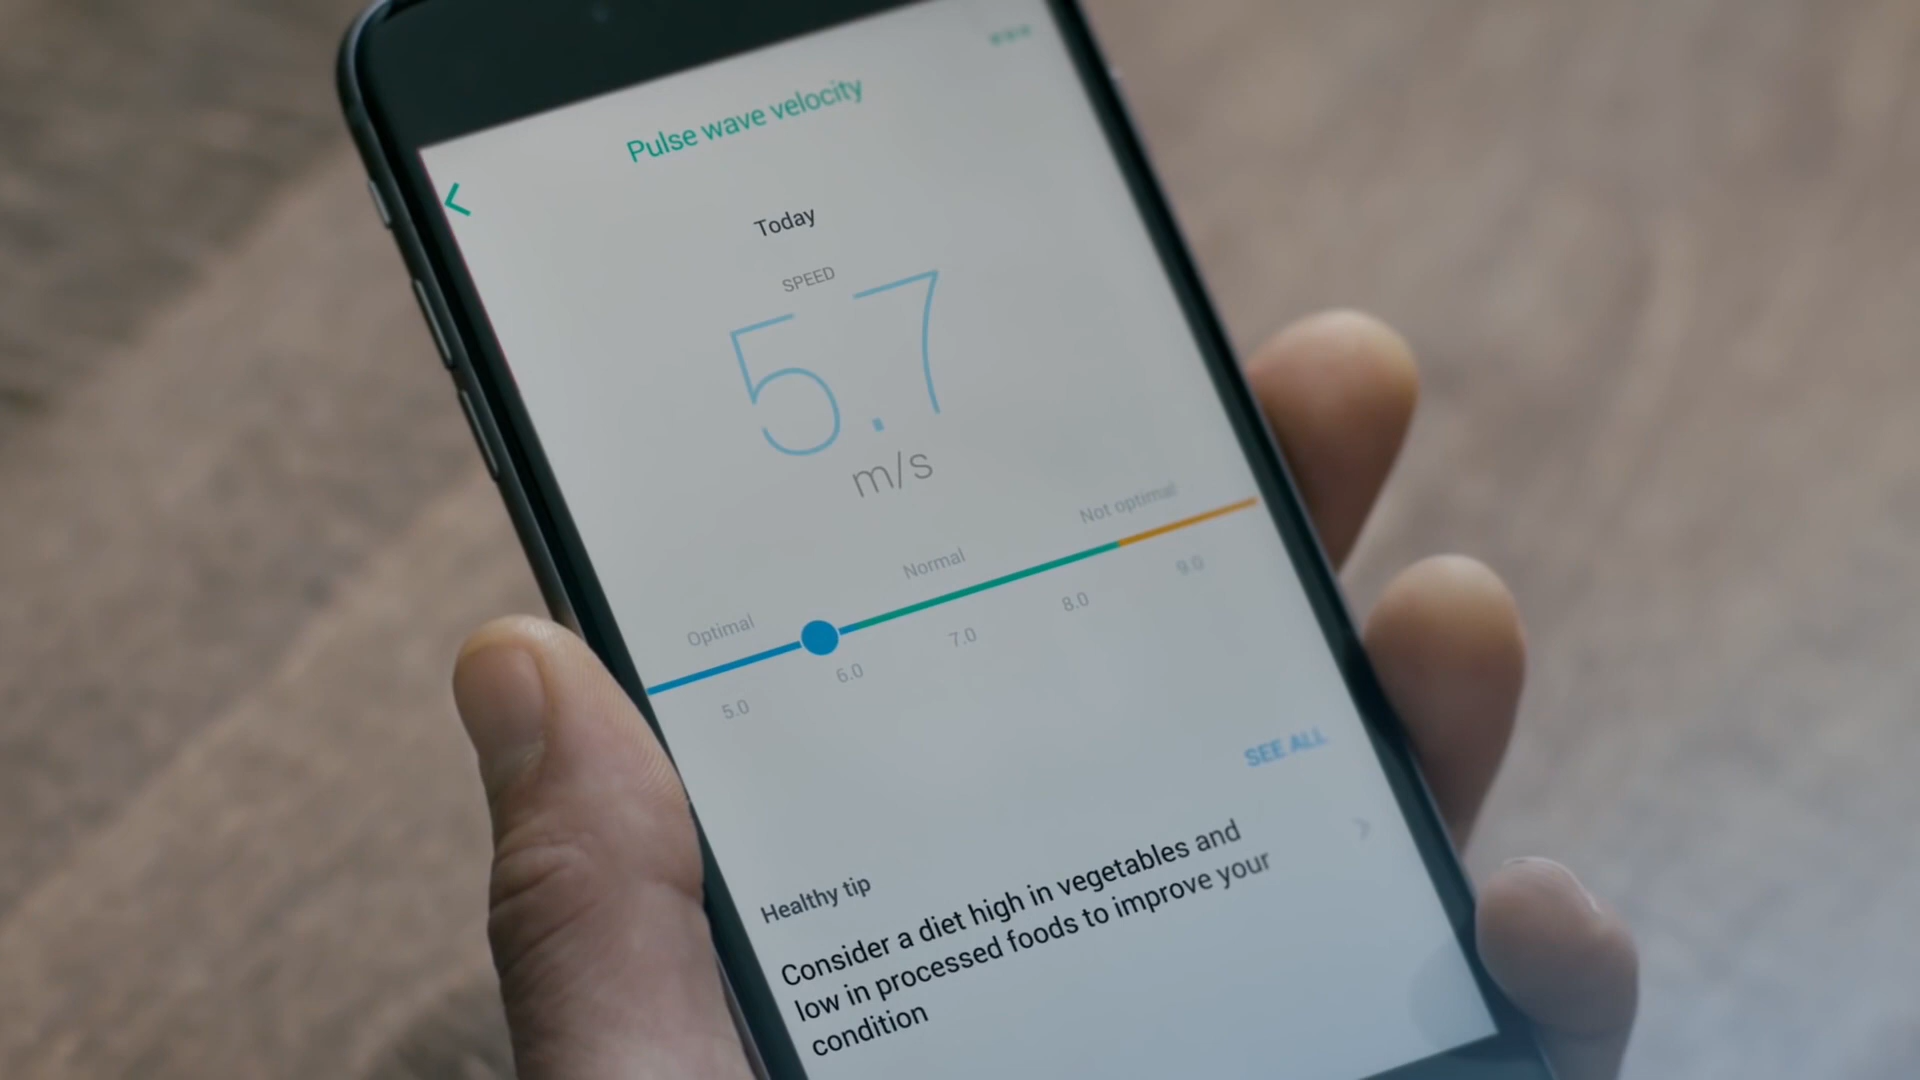 Pulse wave velocity
Today
SPEED
5.7
m/s
Optimal
Normal
Not optimal
5.0
6.0
7.0
8.0
9.0
SEE ALL
Healthy tip
Consider a diet high in vegetables and
low in processed foods to improve your
condition